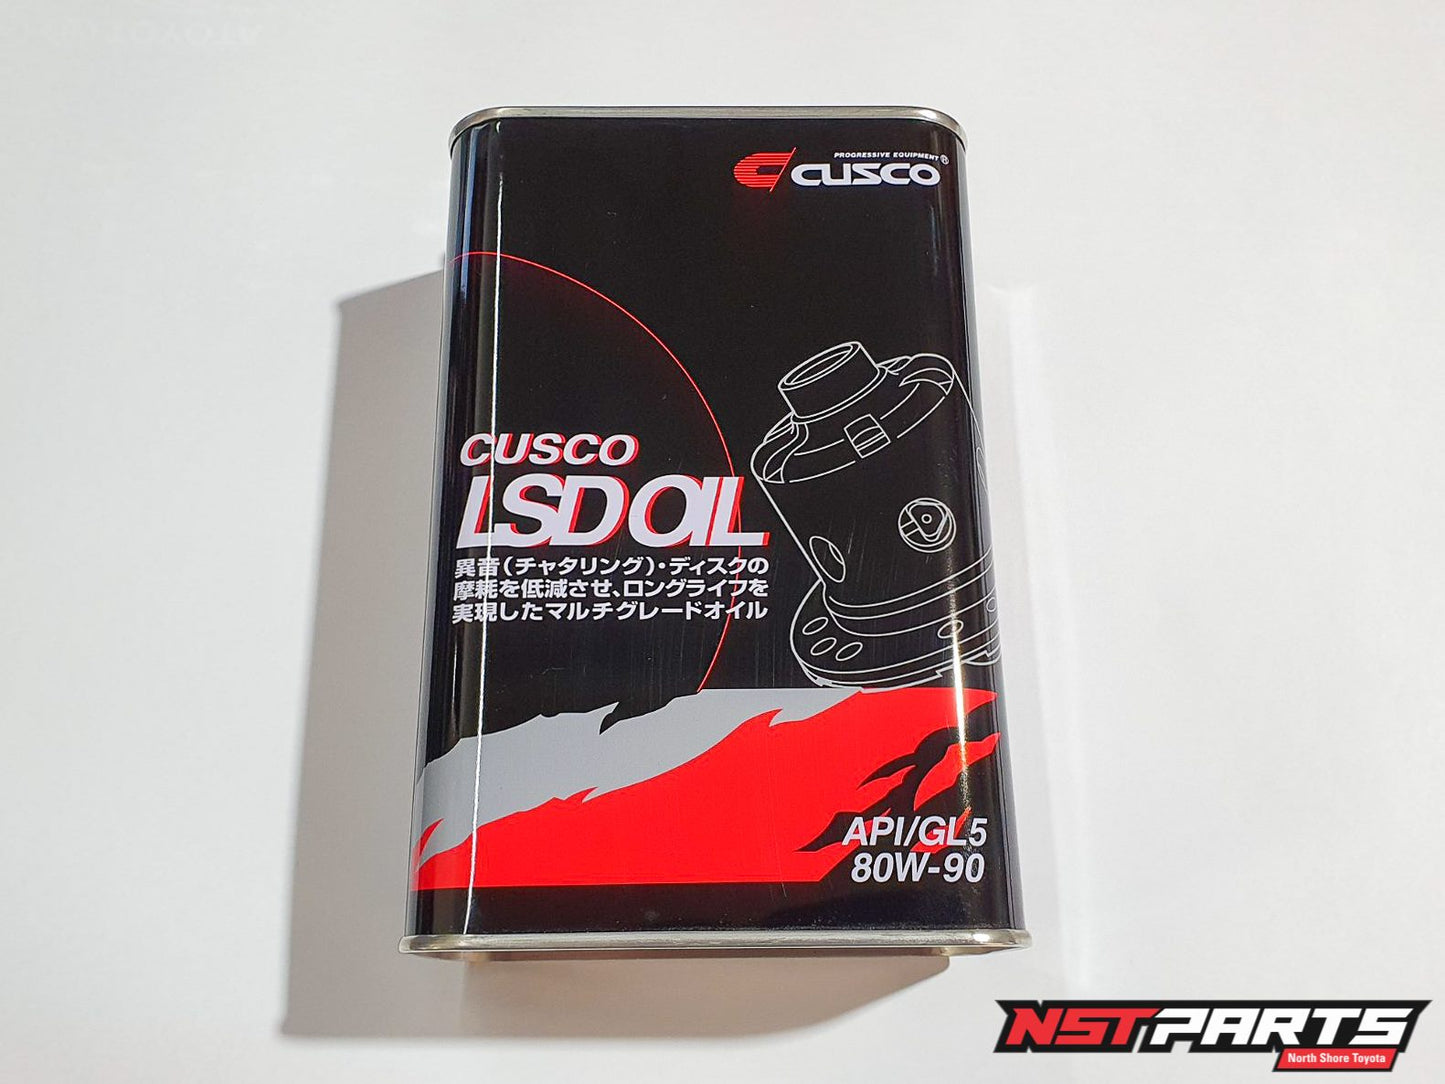 PROGRESSIVE EQUIPMENT
CUSCO®
CUSCO
LSD OIL
異音(チャタリング)・ディスクの
摩耗を低減させ、ロングライフを
実現したマルチグレードオイル
API/GL5
80W-90
NST PARTS
North Shore Toyota